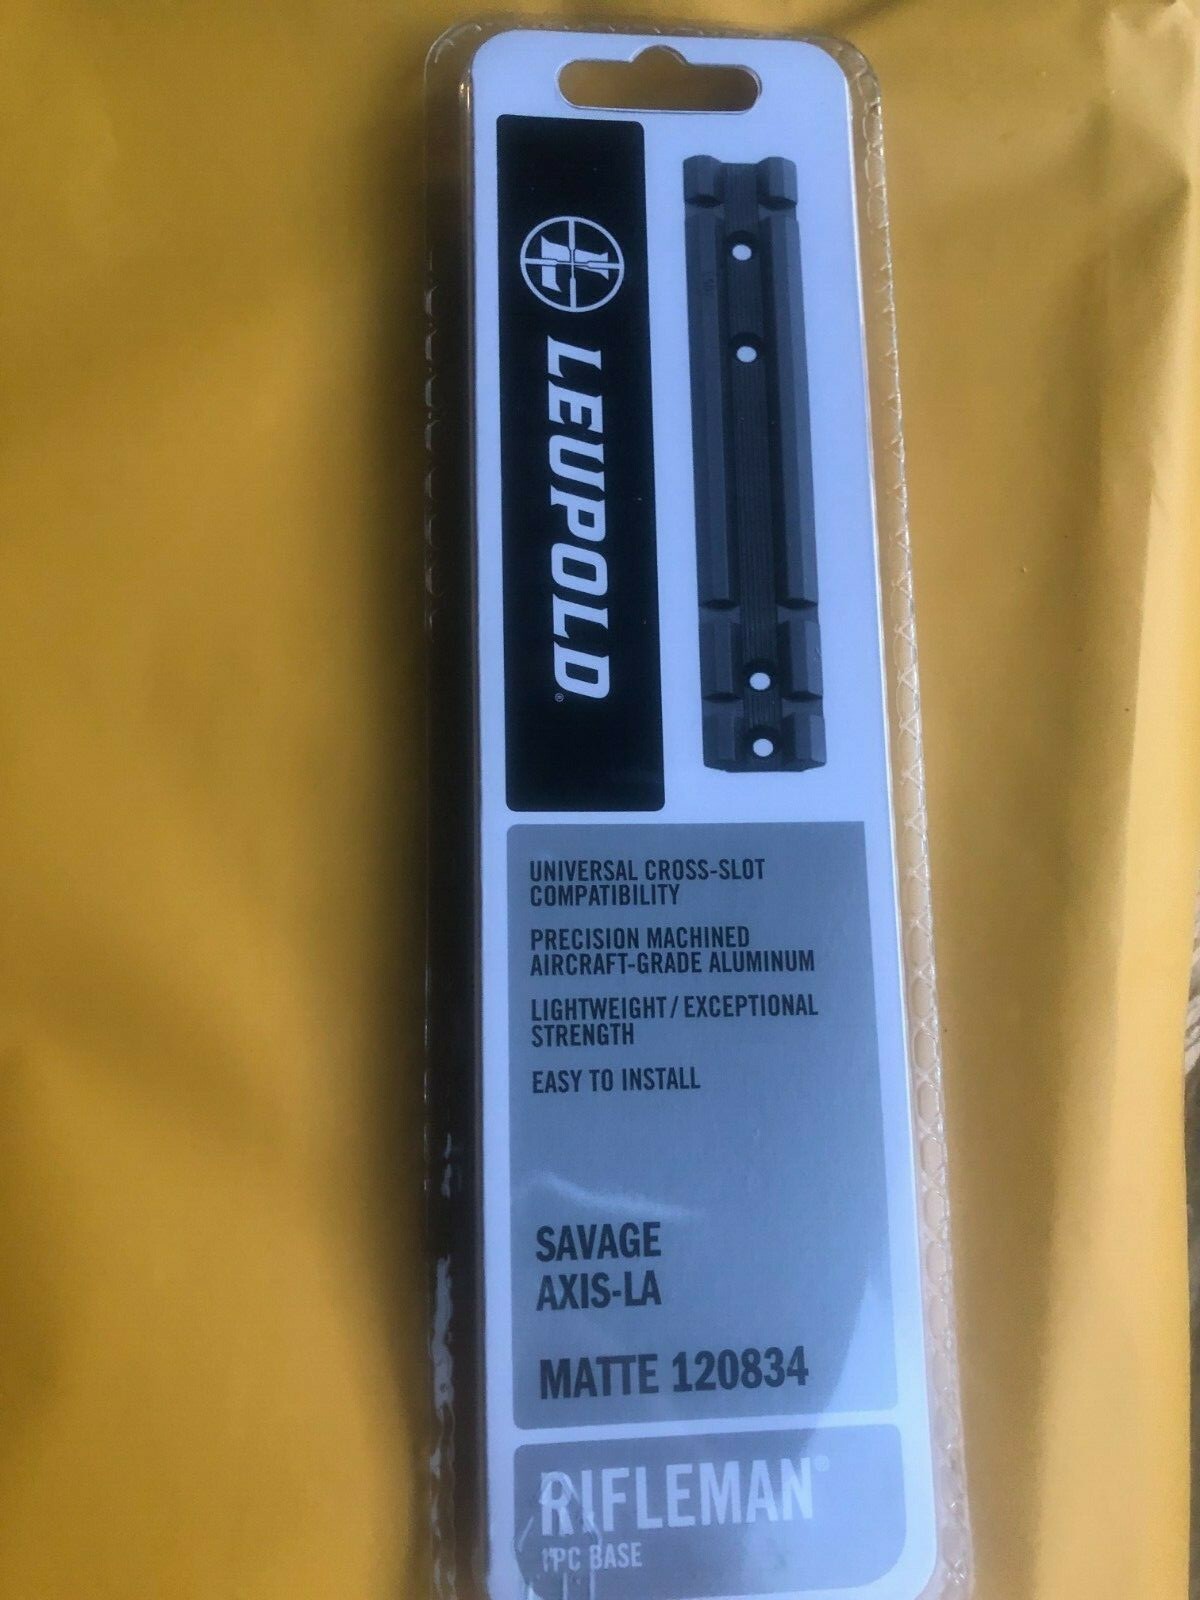 LEUPOLD®
UNIVERSAL CROSS-SLOT
COMPATIBILITY
PRECISION MACHINED
AIRCRAFT-GRADE ALUMINUM
LIGHTWEIGHT/EXCEPTIONAL
STRENGTH
EASY TO INSTALL
SAVAGE
AXIS-LA
MATTE 120834
RIFLEMAN®
1PC BASE